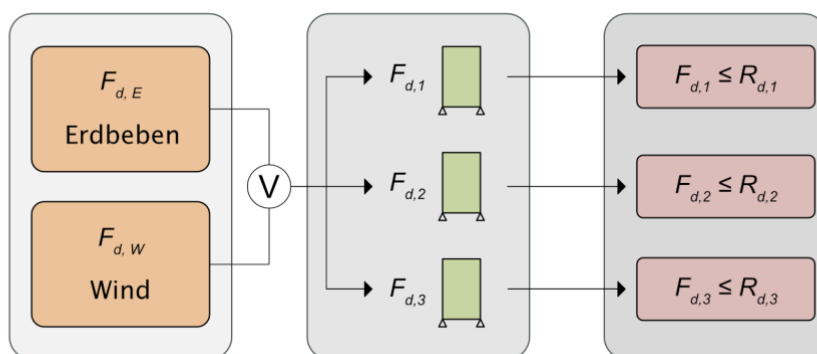 F_d, E
Erdbeben
F_d, W
Wind
V
F_d,1
F_d,2
F_d,3
F_d,1 ≤ R_d,1
F_d,2 ≤ R_d,2
F_d,3 ≤ R_d,3